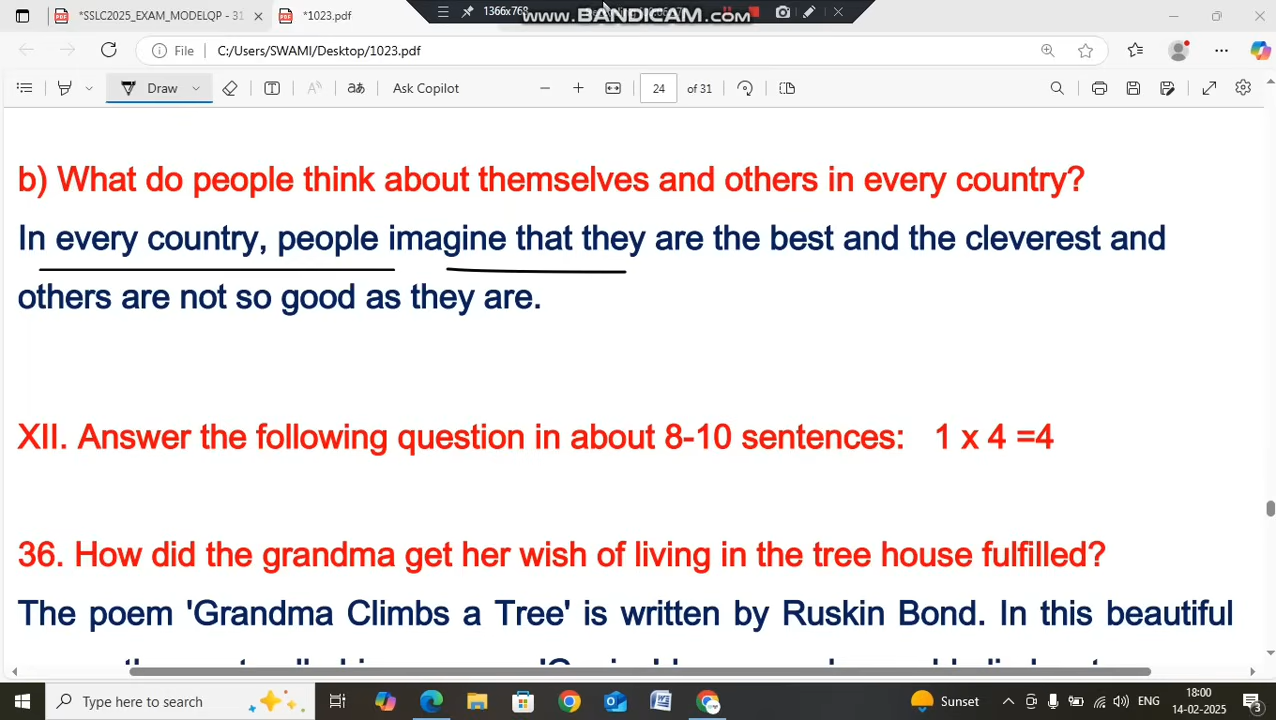 *SSLC2025_EXAM_MODELQP - 31
*1023.pdf
1366x768
www.BANDICAM.com
File
C:/Users/SWAMI/Desktop/1023.pdf
Draw
aあ
Ask Copilot
24
of 31
b) What do people think about themselves and others in every country?
In every country, people imagine that they are the best and the cleverest and
others are not so good as they are.
XII. Answer the following question in about 8-10 sentences: 1 x 4 =4
36. How did the grandma get her wish of living in the tree house fulfilled?
The poem 'Grandma Climbs a Tree' is written by Ruskin Bond. In this beautiful
Type here to search
Sunset
ENG
18:00
14-02-2025
3